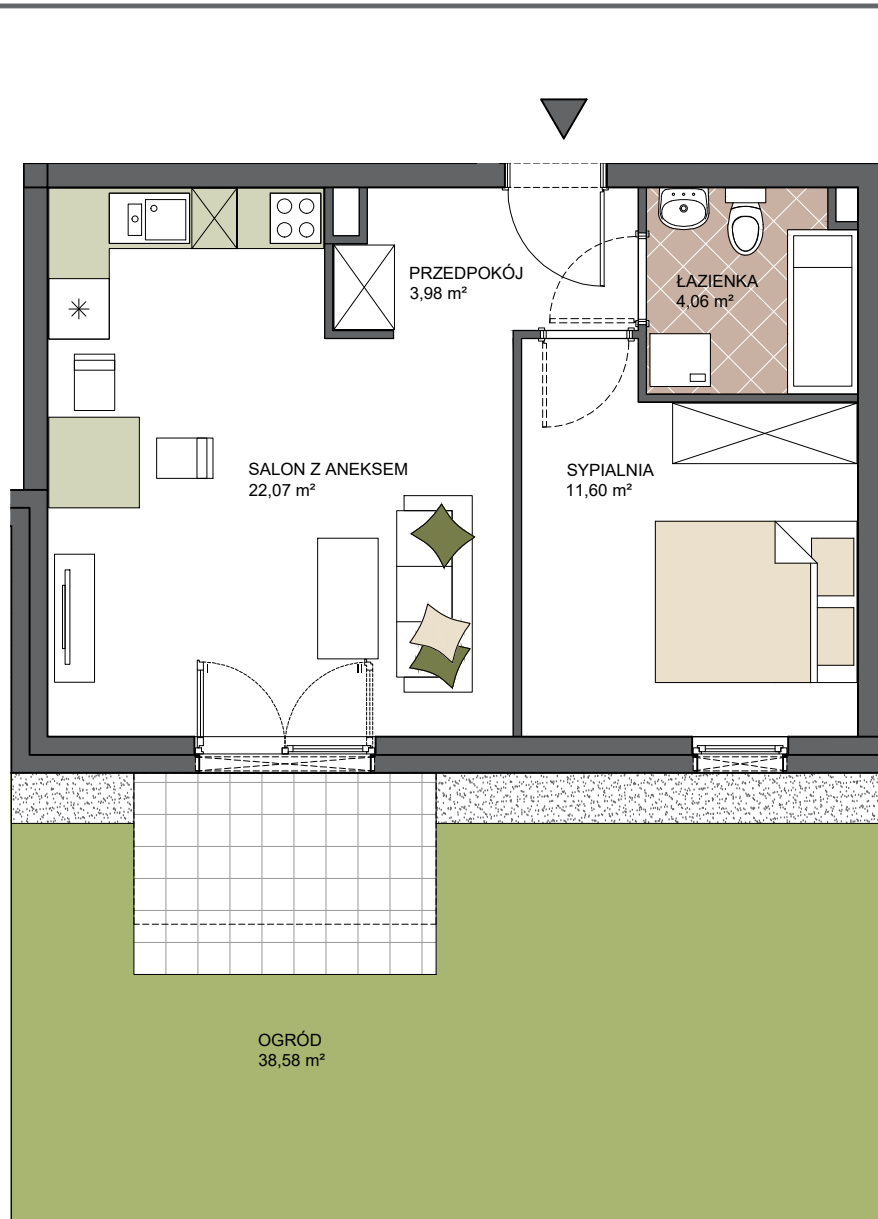 PRZEDPOKÓJ
3,98 m²
ŁAZIENKA
4,06 m²
SALON Z ANEKSEM
22,07 m²
SYPIALNIA
11,60 m²
OGRÓD
38,58 m²